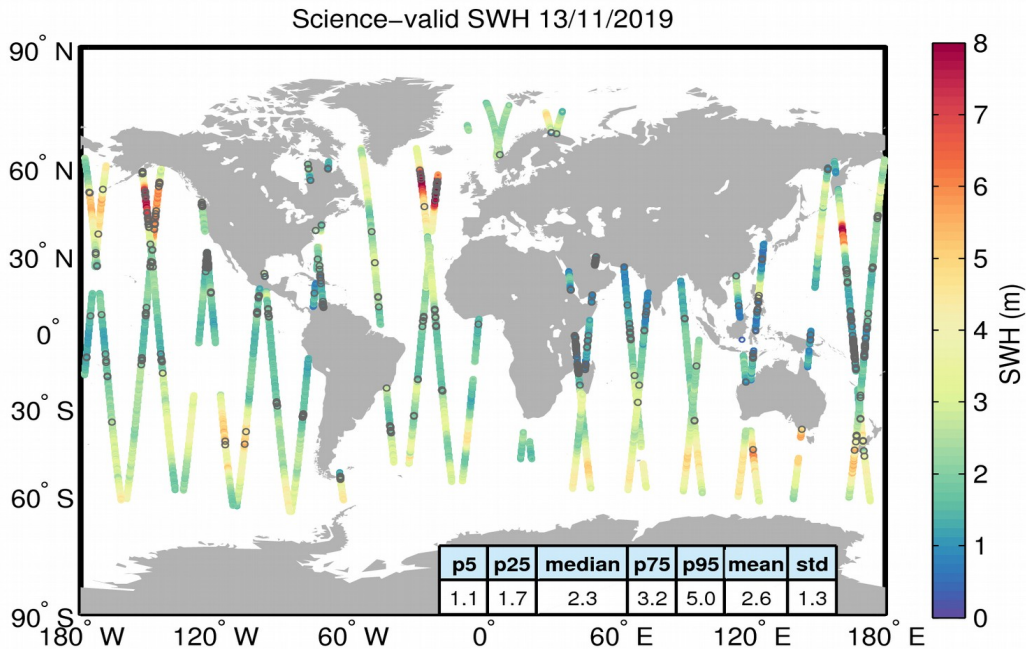 Science−valid SWH 13/11/2019
90° N
60° N
30° N
0°
30° S
60° S
90° S
180° W 120° W 60° W 0° 60° E 120° E 180° E
p5 p25 median p75 p95 mean std
1.1 1.7 2.3 3.2 5.0 2.6 1.3
8
7
6
5
4
3
2
1
0
SWH (m)